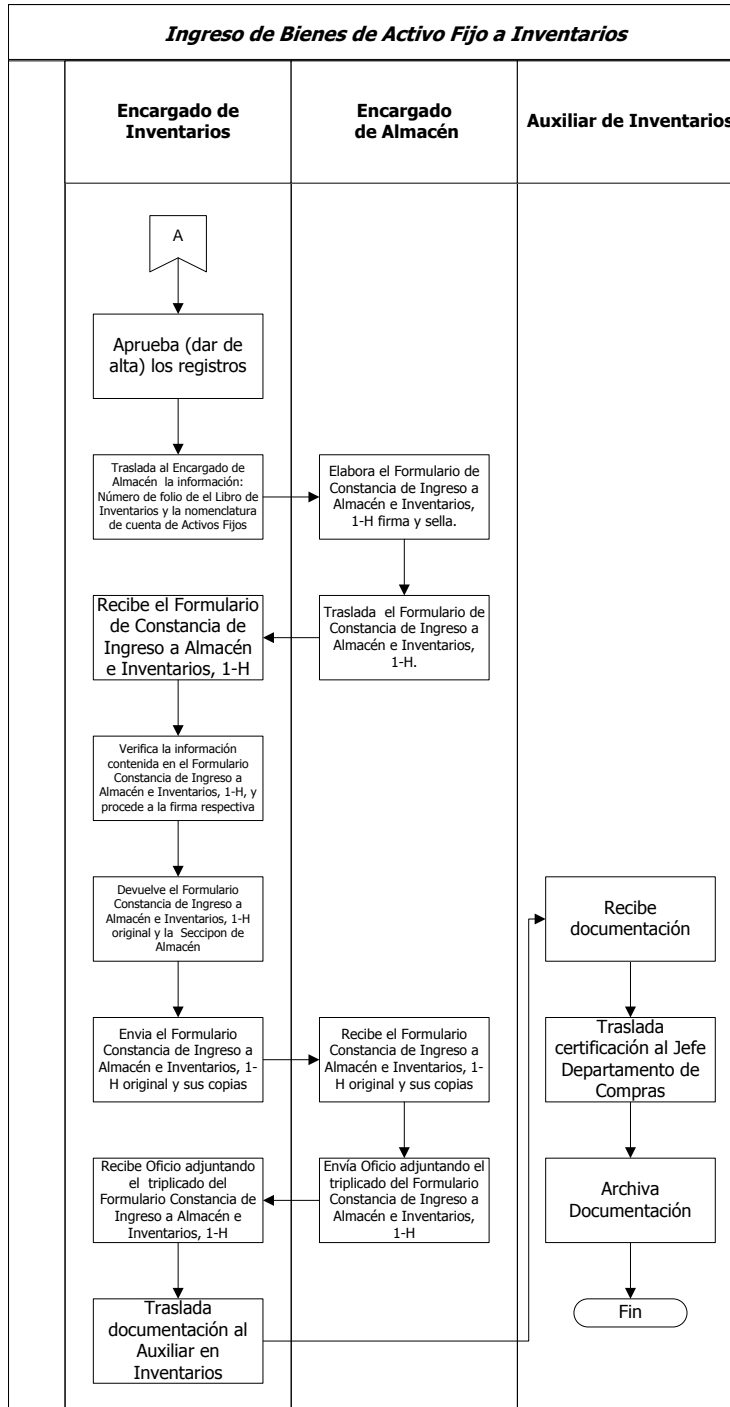 Ingreso de Bienes de Activo Fijo a Inventarios
Encargado de
Inventarios
Encargado
de Almacén
Auxiliar de Inventarios
A
Aprueba (dar de
alta) los registros
Traslada al Encargado de
Almacén la información:
Número de folio de el Libro de
Inventarios y la nomenclatura
de cuenta de Activos Fijos
Elabora el Formulario de
Constancia de Ingreso a
Almacén e Inventarios,
1-H firma y sella.
Traslada el Formulario de
Constancia de Ingreso a
Almacén e Inventarios,
1-H.
Recibe el Formulario
de Constancia de
Ingreso a Almacén
e Inventarios, 1-H
Verifica la información
contenida en el Formulario
Constancia de Ingreso a
Almacén e Inventarios, 1-H, y
procede a la firma respectiva
Devuelve el Formulario
Constancia de Ingreso a
Almacén e Inventarios, 1-H
original y la Seccipon de
Almacén
Envia el Formulario
Constancia de Ingreso a
Almacén e Inventarios, 1-
H original y sus copias
Recibe el Formulario
Constancia de Ingreso a
Almacén e Inventarios, 1-
H original y sus copias
Envía Oficio adjuntando el
triplicado del Formulario
Constancia de Ingreso a
Almacén e Inventarios,
1-H
Recibe Oficio adjuntando
el triplicado del
Formulario Constancia de
Ingreso a Almacén e
Inventarios, 1-H
Traslada
documentación al
Auxiliar en
Inventarios
Recibe
documentación
Traslada
certificación al Jefe
Departamento de
Compras
Archiva
Documentación
Fin